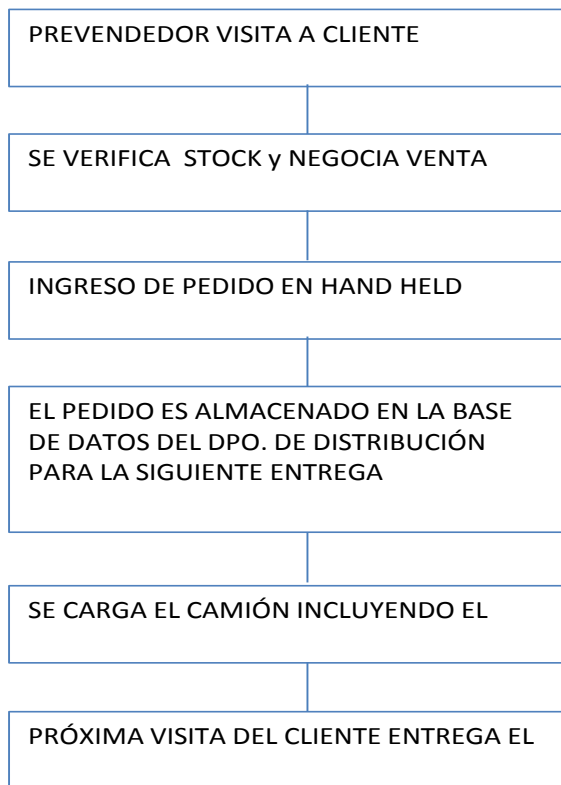 PREVENDEDOR VISITA A CLIENTE
SE VERIFICA STOCK y NEGOCIA VENTA
INGRESO DE PEDIDO EN HAND HELD
EL PEDIDO ES ALMACENADO EN LA BASE
DE DATOS DEL DPO. DE DISTRIBUCIÓN
PARA LA SIGUIENTE ENTREGA
SE CARGA EL CAMIÓN INCLUYENDO EL
PRÓXIMA VISITA DEL CLIENTE ENTREGA EL